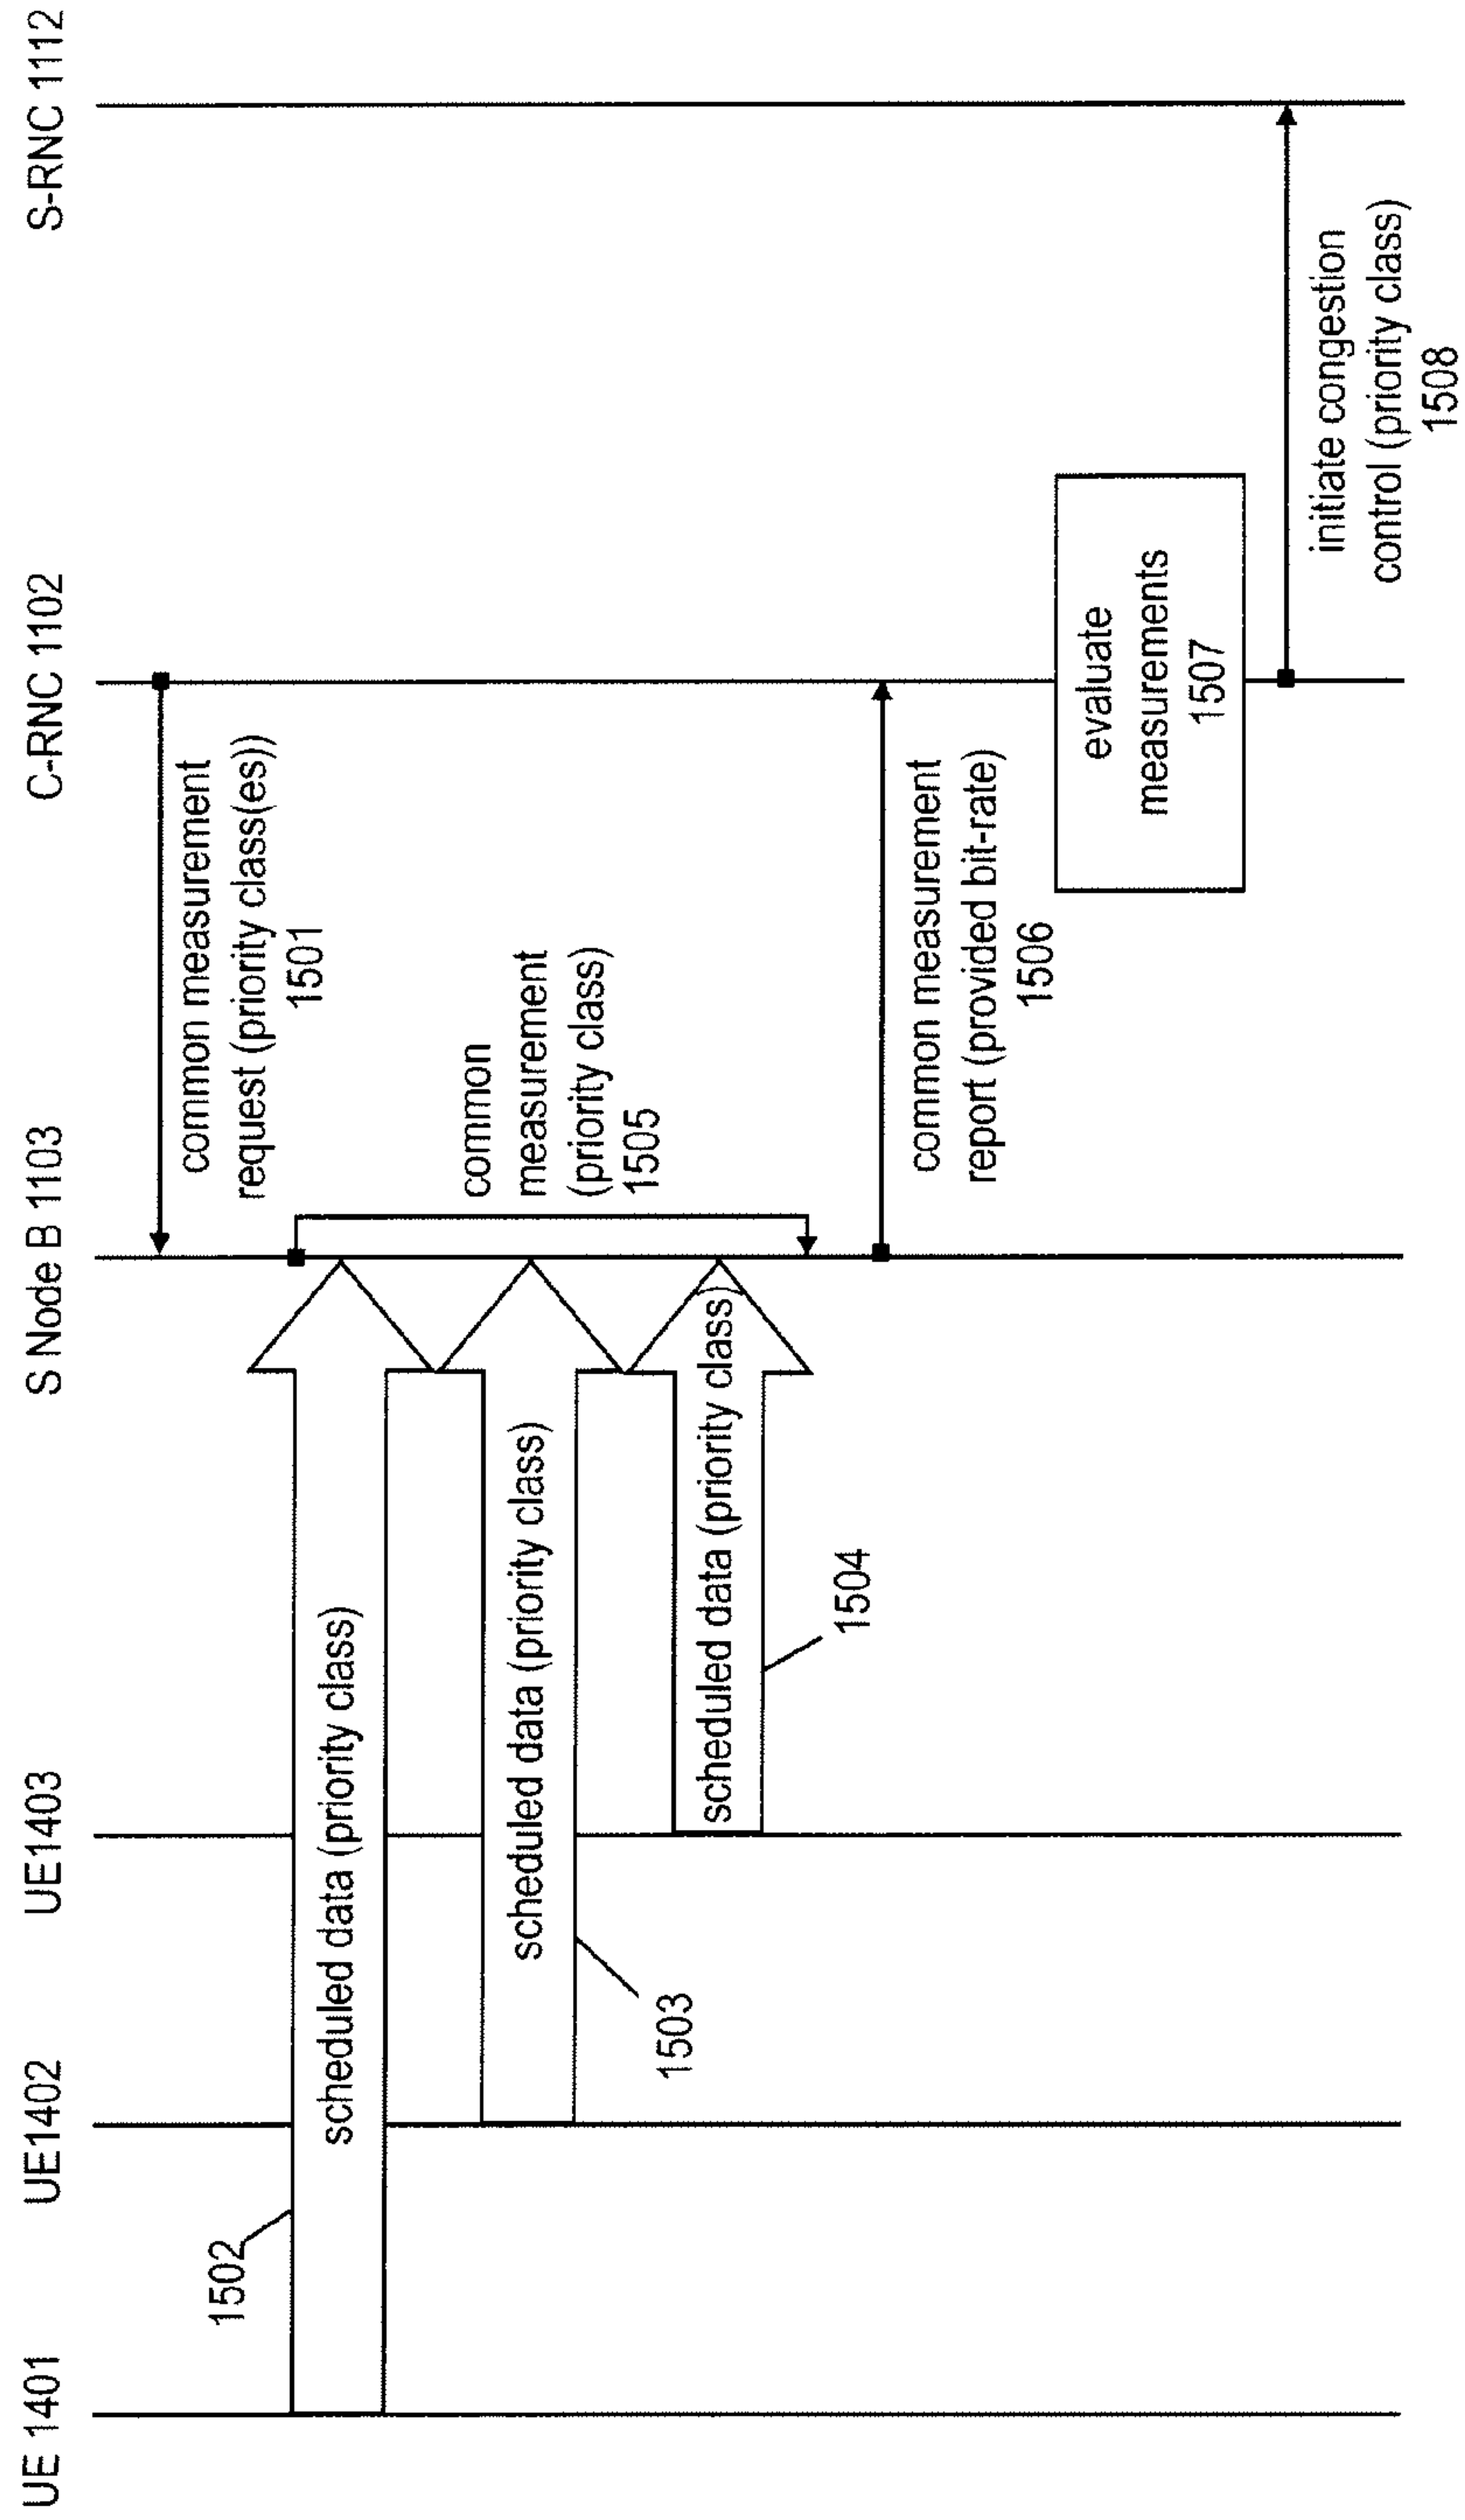 UE 1401
UE1402
UE1403
S Node B 1103
C-RNC 1102
S-RNC 1112
common measurement
request (priority class(es))
1501
1502
scheduled data (priority class)
scheduled data (priority class)
1503
scheduled data (priority class)
1504
common
measurement
(priority class)
1505
common measurement
report (provided bit-rate)
1506
evaluate
measurements
1507
initiate congestion
control (priority class)
1508